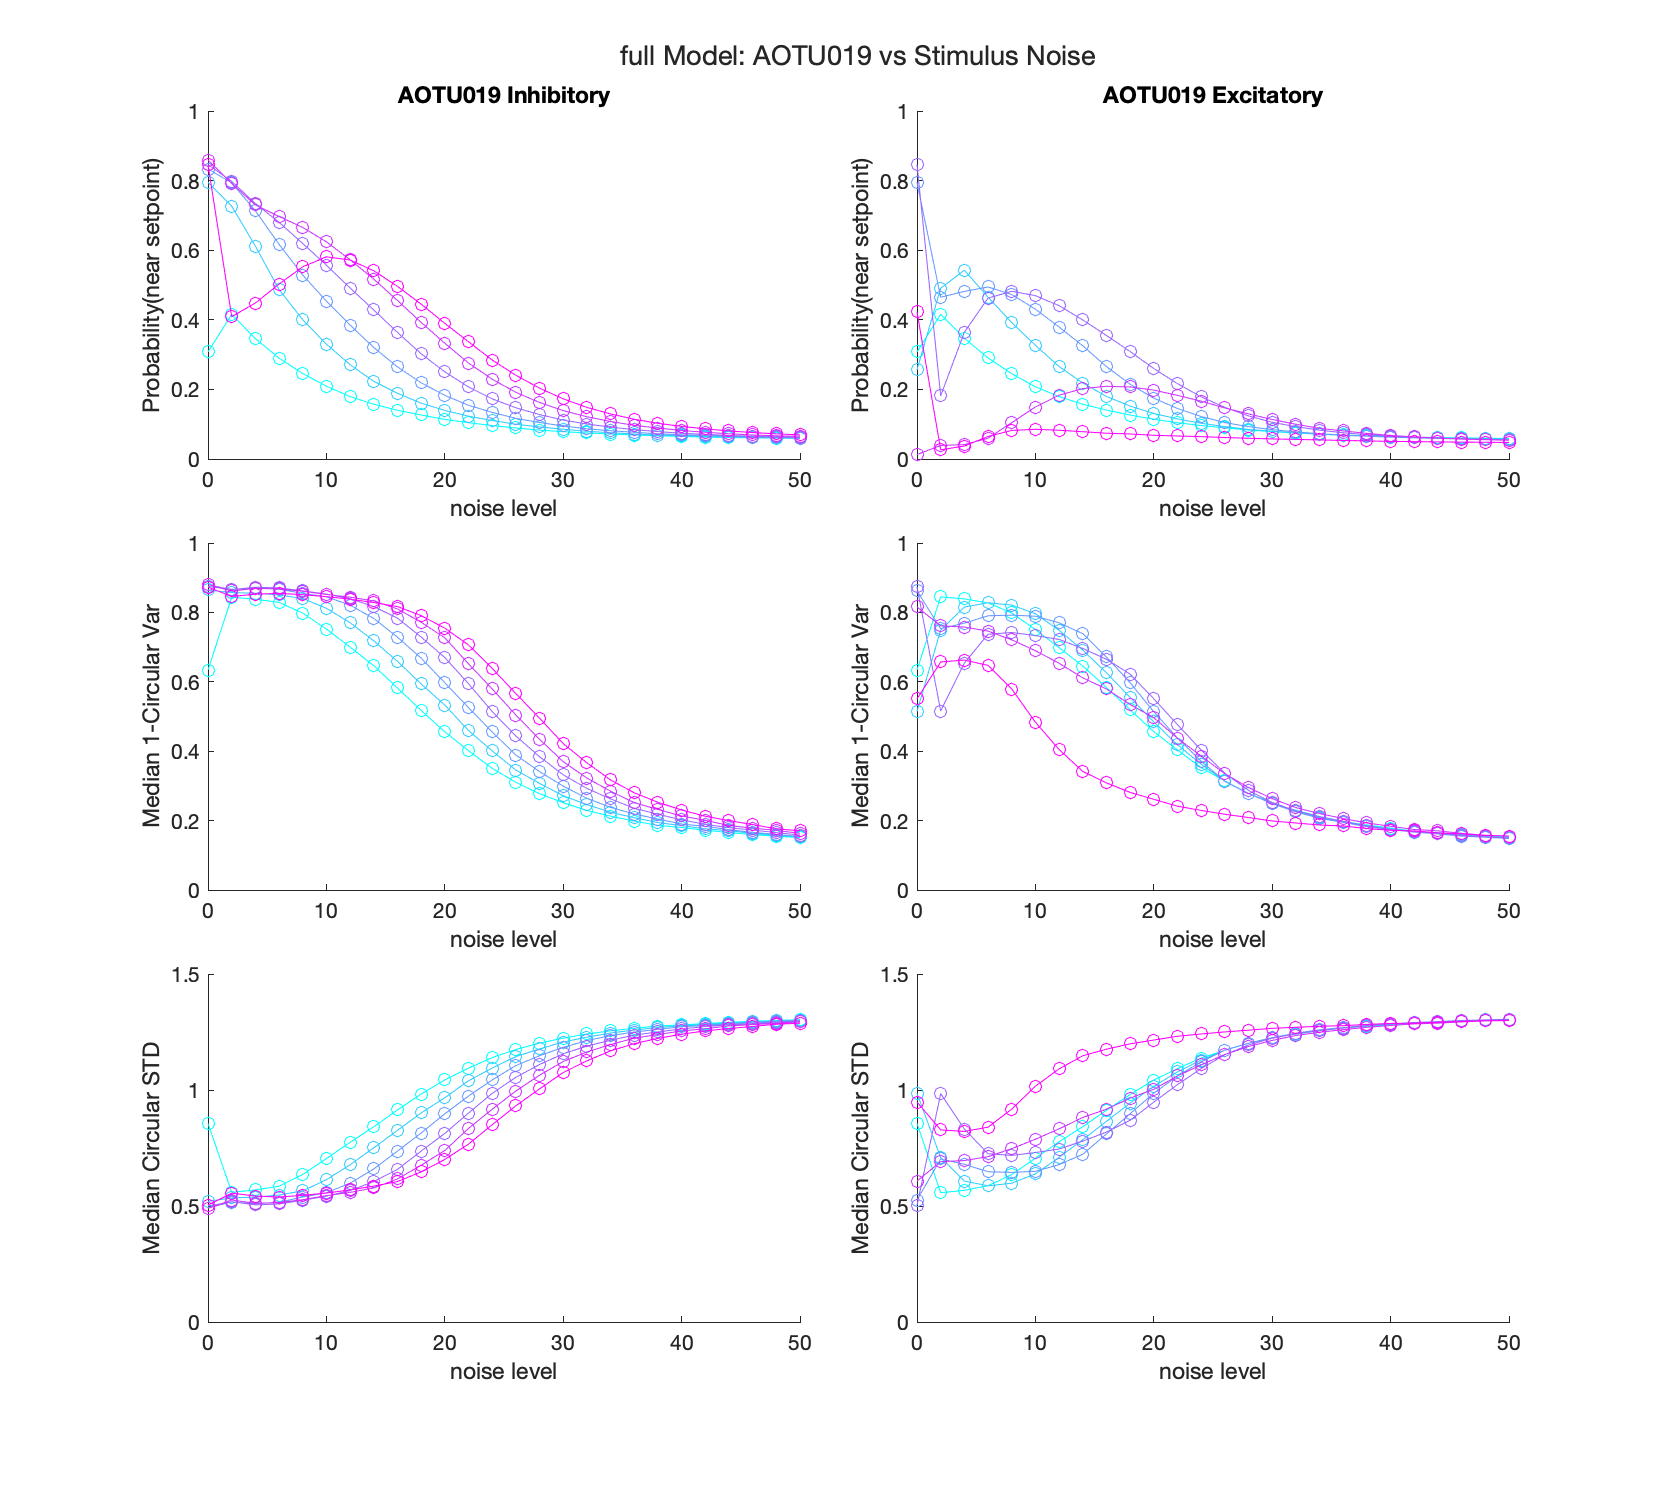 full Model: AOTU019 vs Stimulus Noise
AOTU019 Inhibitory
Probability(near setpoint)
1
0.8
0.6
0.4
0.2
0
0 10 20 30 40 50
noise level
AOTU019 Excitatory
Probability(near setpoint)
1
0.8
0.6
0.4
0.2
0
0 10 20 30 40 50
noise level
Median 1-Circular Var
1
0.8
0.6
0.4
0.2
0
0 10 20 30 40 50
noise level
Median 1-Circular Var
1
0.8
0.6
0.4
0.2
0
0 10 20 30 40 50
noise level
Median Circular STD
1.5
1
0.5
0
0 10 20 30 40 50
noise level
Median Circular STD
1.5
1
0.5
0
0 10 20 30 40 50
noise level